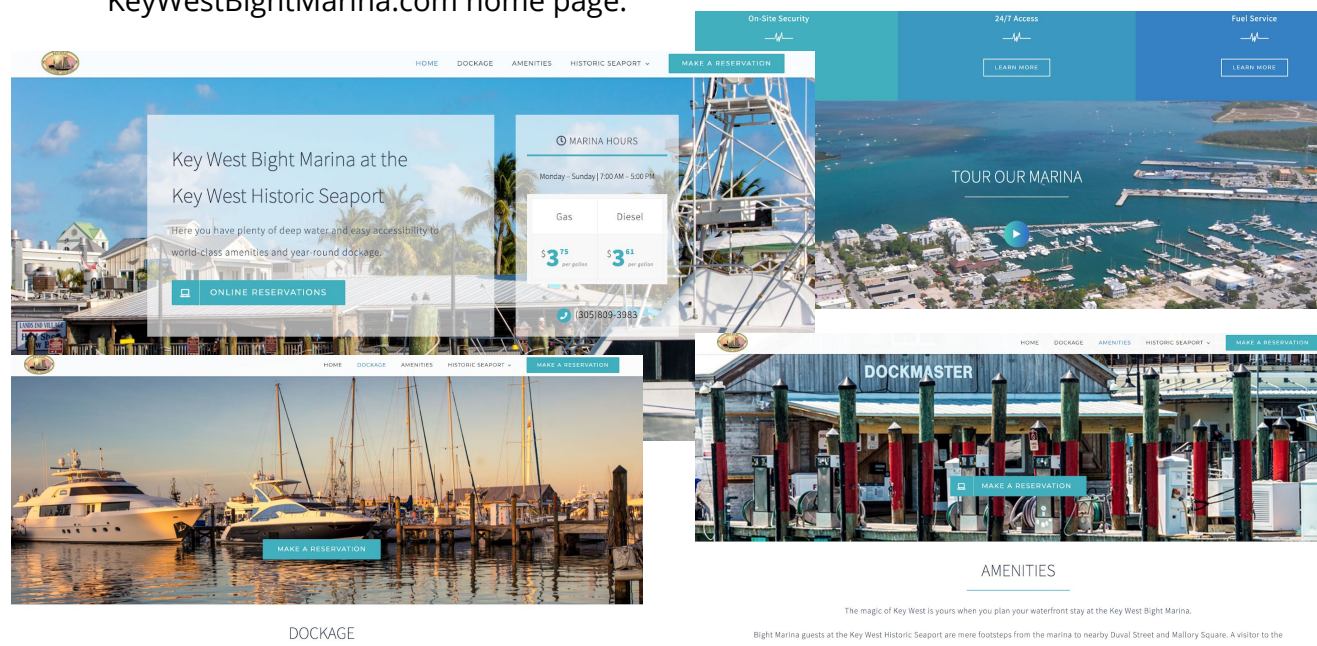 KeyWestBightMarina.com home page.
HOME DOCKAGE AMENITIES HISTORIC SEAPORT MAKE A RESERVATION
Key West Bight Marina at the
Key West Historic Seaport
Here you have plenty of deep water and easy accessibility to
world-class amenities and year-round dockage.
ONLINE RESERVATIONS
MARINA HOURS
Monday – Sunday | 7:00 AM – 5:00 PM
Gas Diesel
$3 75 per gallon $3 61 per gallon
(305)809-3983
LANDS END VILLAGE
On-Site Security 24/7 Access Fuel Service
LEARN MORE LEARN MORE
TOUR OUR MARINA
HOME DOCKAGE AMENITIES HISTORIC SEAPORT MAKE A RESERVATION
MAKE A RESERVATION
DOCKAGE
HOME DOCKAGE AMENITIES HISTORIC SEAPORT MAKE A RESERVATION
DOCKMASTER
MAKE A RESERVATION
AMENITIES
The magic of Key West is yours when you plan your waterfront stay at the Key West Bight Marina.
Bight Marina guests at the Key West Historic Seaport are mere footsteps from the marina to nearby Duval Street and Mallory Square. A visitor to the